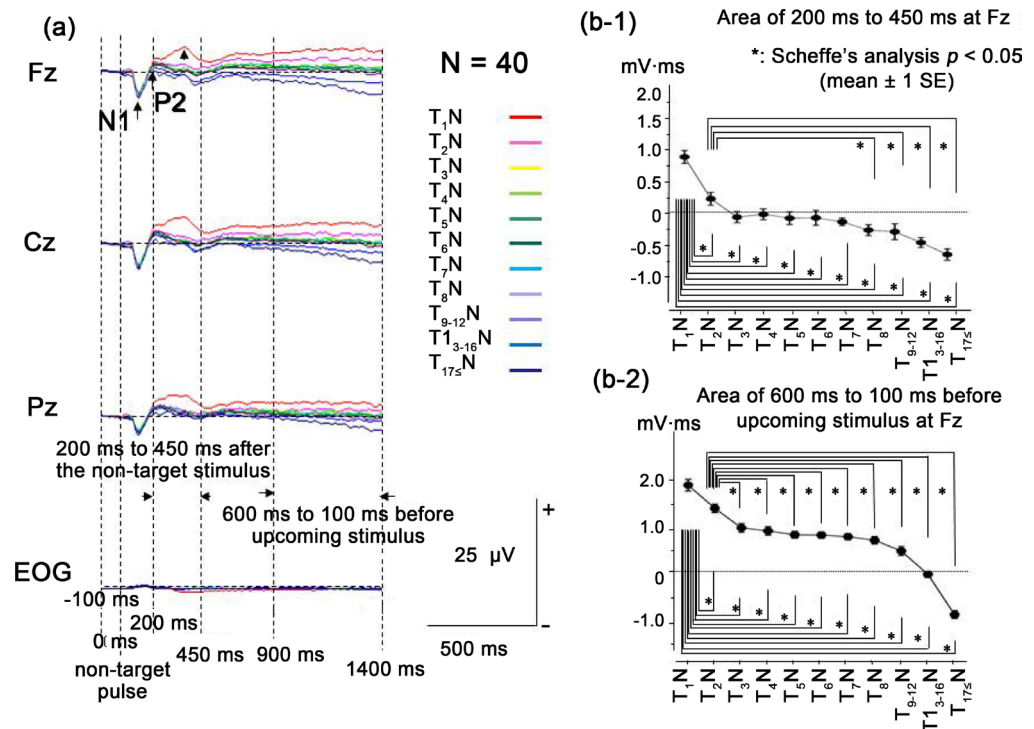 (a)
Fz
N1
P2
Cz
Pz
200 ms to 450 ms after
the non-target stimulus
600 ms to 100 ms before
upcoming stimulus
EOG
-100 ms
0 ms
200 ms
non-target
pulse
450 ms
900 ms
1400 ms
N = 40
T1N
T2N
T3N
T4N
T5N
T6N
T7N
T8N
T9-12N
T13-16N
T17≤N
+
25 μV
-
500 ms
(b-1)
Area of 200 ms to 450 ms at Fz
*: Scheffe's analysis p < 0.05
(mean ± 1 SE)
mV·ms
2.0
1.5
1.0
0.5
0
-0.5
-1.0
* * * *
* * * * * * * * * *
T1N T2N T3N T4N T5N T6N T7N T8N T9-12N T13-16N T17≤N
(b-2)
Area of 600 ms to 100 ms before
upcoming stimulus at Fz
mV·ms
2.0
1.0
0
-1.0
* * * * * * * * *
* * * * * * * * * *
T1N T2N T3N T4N T5N T6N T7N T8N T9-12N T13-16N T17≤N